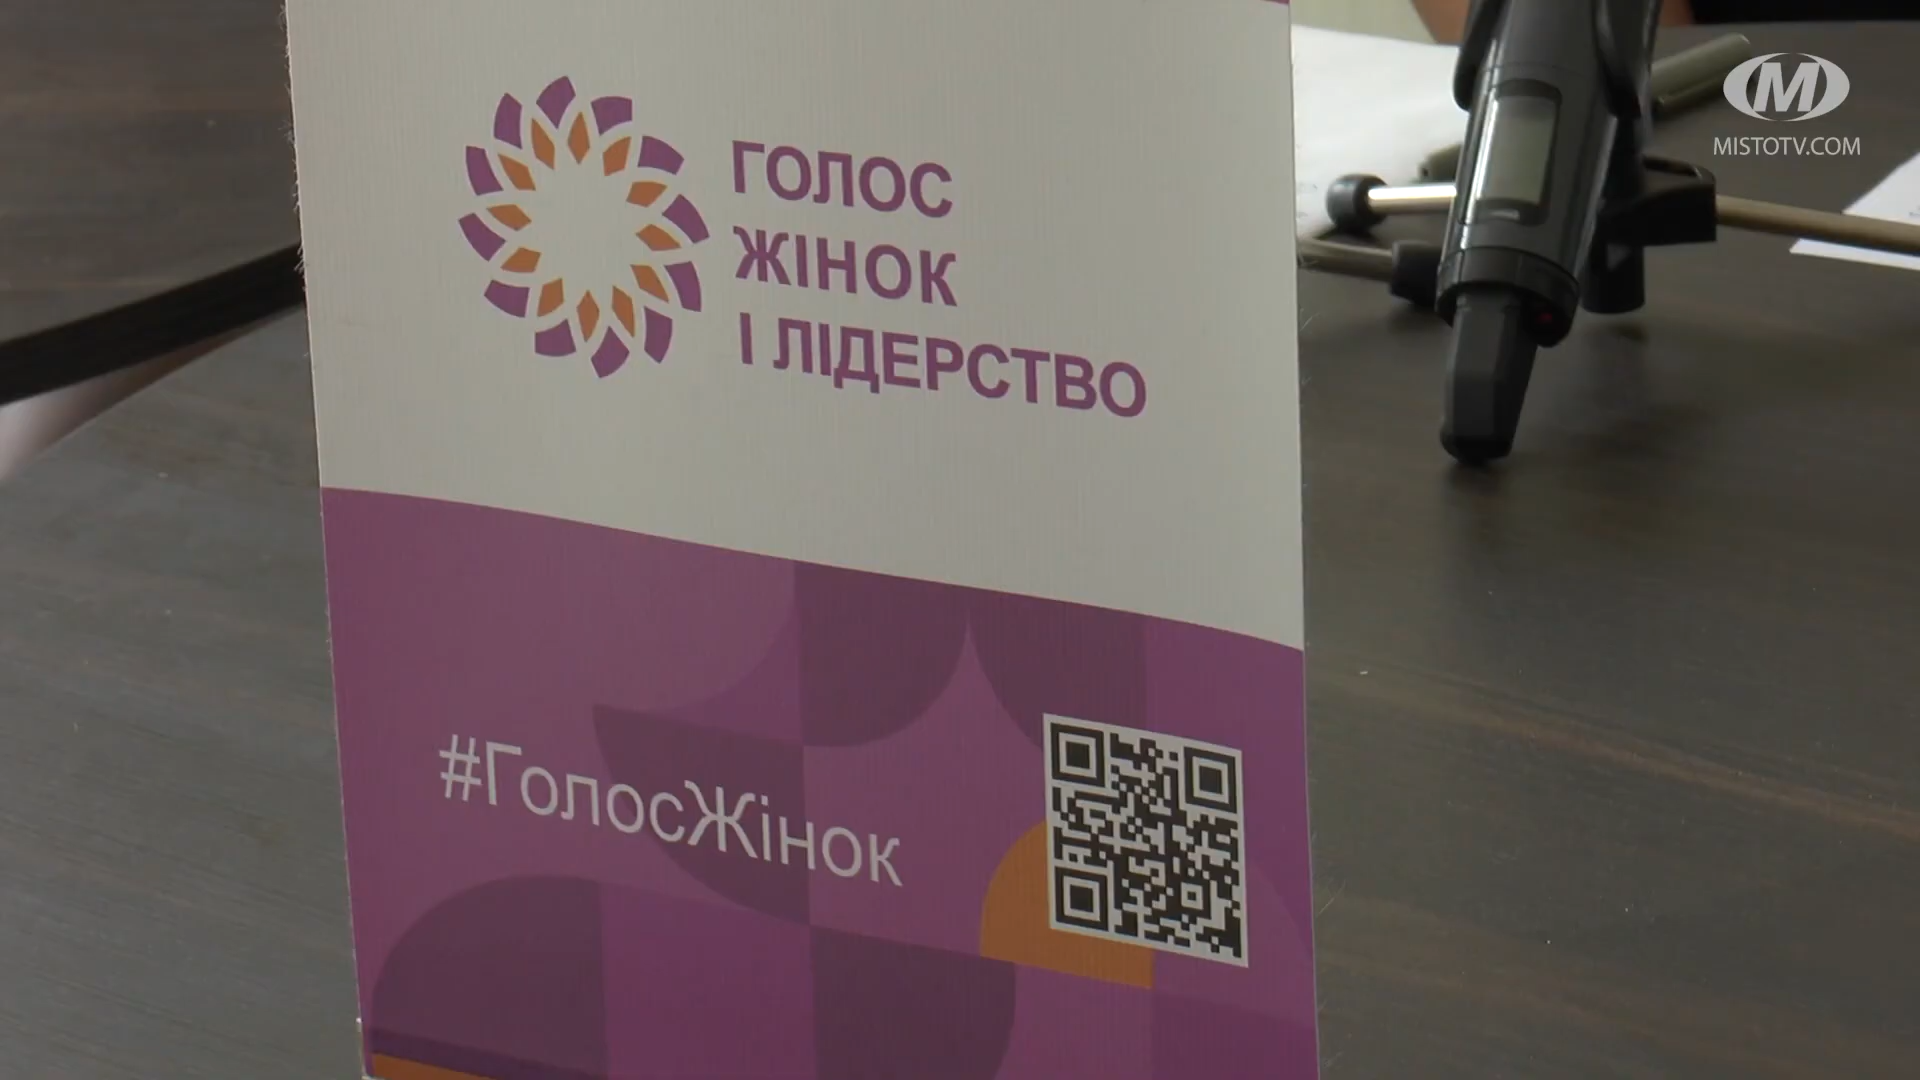 ГОЛОС
ЖІНОК
І ЛІДЕРСТВО
#ГолосЖінок
M
MISTOTV.COM